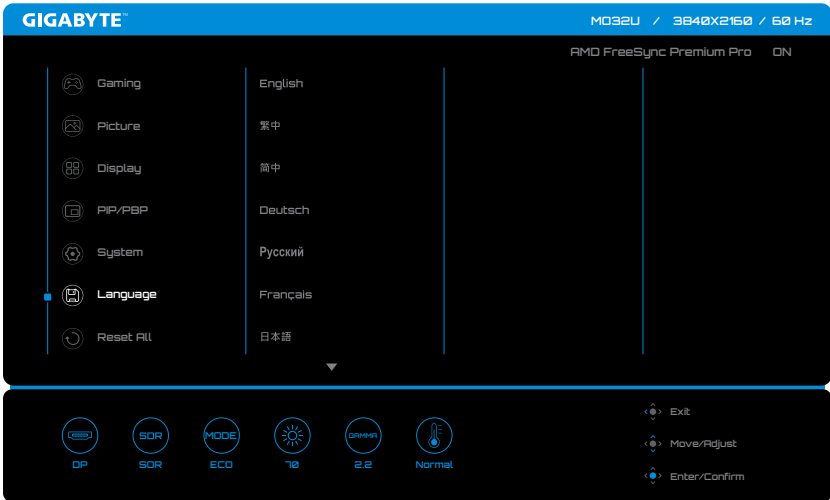 GIGABYTE™
MO32U / 3840X2160 / 60 Hz
AMD FreeSync Premium Pro ON
Gaming
Picture
Display
PIP/PBP
System
Language
Reset All
English
繁中
简中
Deutsch
Русский
Français
日本語
SDR
MODE
GAMMA
DP
SDR
ECO
70
2.2
Normal
Exit
Move/Adjust
Enter/Confirm